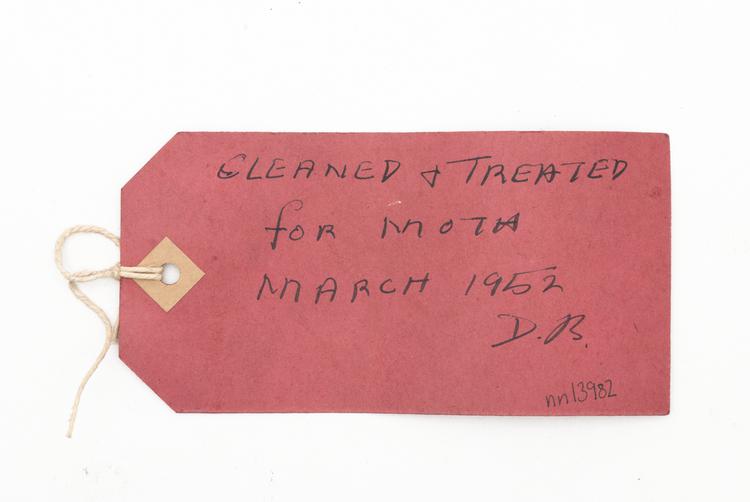 CLEANED & TREATED
for MOTH
MARCH 1952
D.B.
nn13982